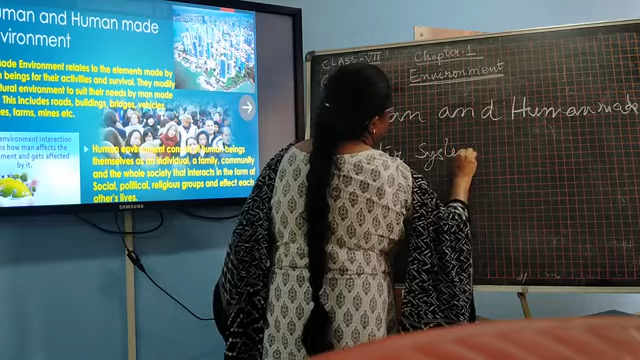 uman and Human made
vironment
ade Environment relates to the elements made by
n beings for their activities and survival. They modify
tural environment to suit their needs by man made
This includes roads, buildings, bridges, vehicles,
es, farms, mines etc.
environment interaction
ns how man affects the
ment and gets affected
by it.
Human environment consists of human beings
themselves as an individual, a family, community
and the whole society that interacts in the form of
Social, political, religious groups and effect each
other's lives.
SAMSUNG
CLASS-VII
Chapter-1
Environment
an and Humanmade
System